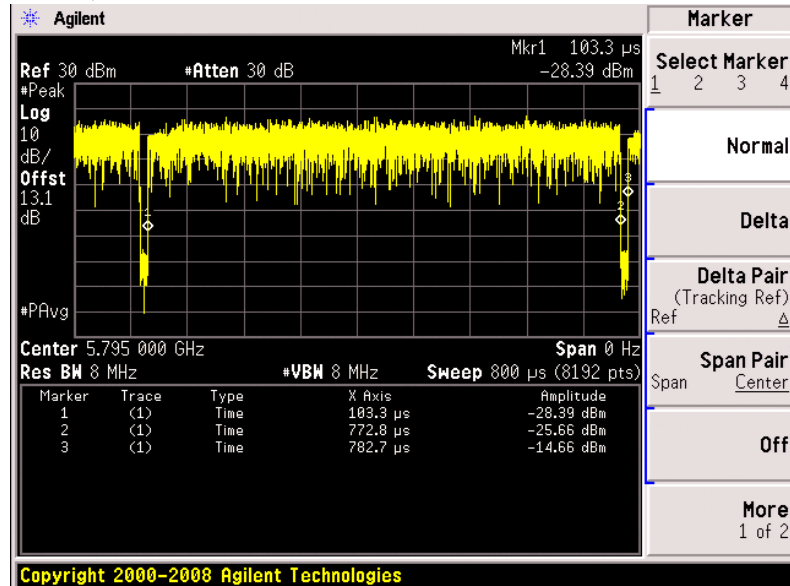 Agilent
Marker
Mkr1 103.3 µs
Ref 30 dBm #Atten 30 dB -28.39 dBm
#Peak
Log
10
dB/
Offst
13.1
dB
1
2
3
#PAvg
Center 5.795 000 GHz Span 0 Hz
Res BW 8 MHz #VBW 8 MHz Sweep 800 µs (8192 pts)
Marker Trace Type X Axis Amplitude
1 (1) Time 103.3 µs -28.39 dBm
2 (1) Time 772.8 µs -25.66 dBm
3 (1) Time 782.7 µs -14.66 dBm
Select Marker
1 2 3 4
Normal
Delta
Delta Pair
(Tracking Ref)
Ref Δ
Span Pair
Span Center
Off
More
1 of 2
Copyright 2000-2008 Agilent Technologies